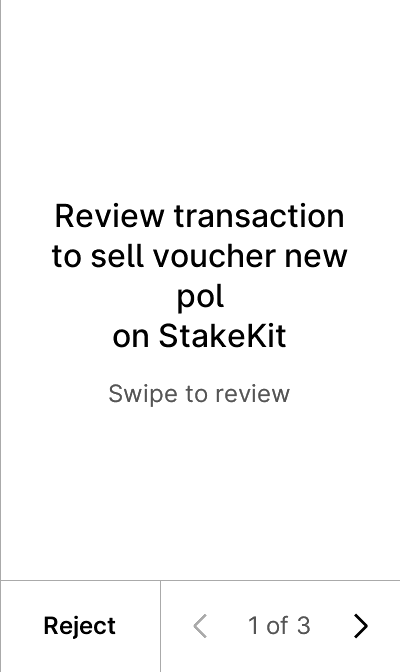 Review transaction
to sell voucher new
pol
on StakeKit
Swipe to review
Reject
1 of 3